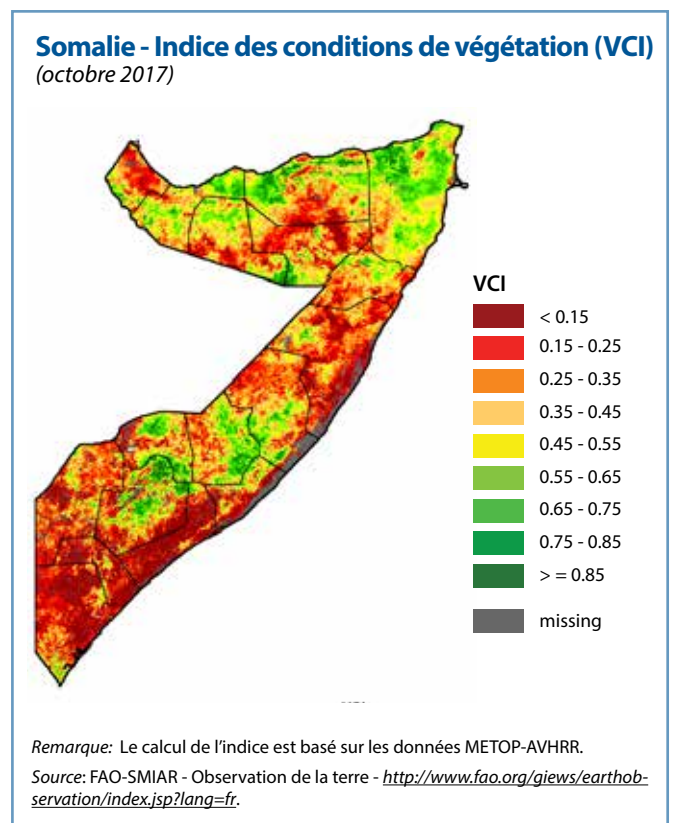 Somalie - Indice des conditions de végétation (VCI)
(octobre 2017)
VCI
< 0.15
0.15 - 0.25
0.25 - 0.35
0.35 - 0.45
0.45 - 0.55
0.55 - 0.65
0.65 - 0.75
0.75 - 0.85
> = 0.85
missing
Remarque: Le calcul de l'indice est basé sur les données METOP-AVHRR.
Source: FAO-SMIAR - Observation de la terre - http://www.fao.org/giews/earthob-
servation/index.jsp?lang=fr.